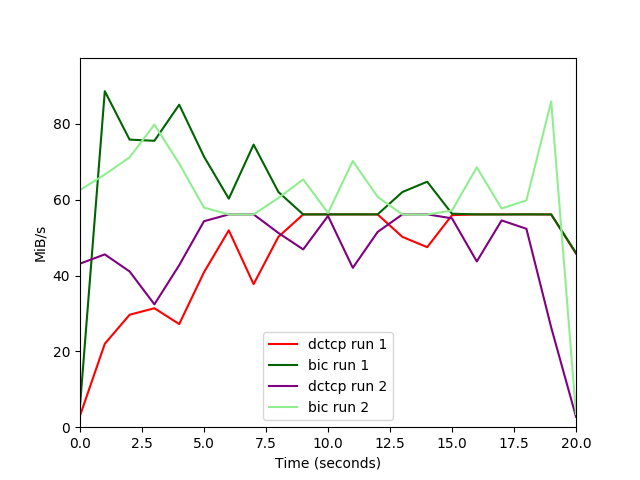 80
60
40
20
0
MiB/s
dctcp run 1
bic run 1
dctcp run 2
bic run 2
0.0 2.5 5.0 7.5 10.0 12.5 15.0 17.5 20.0
Time (seconds)